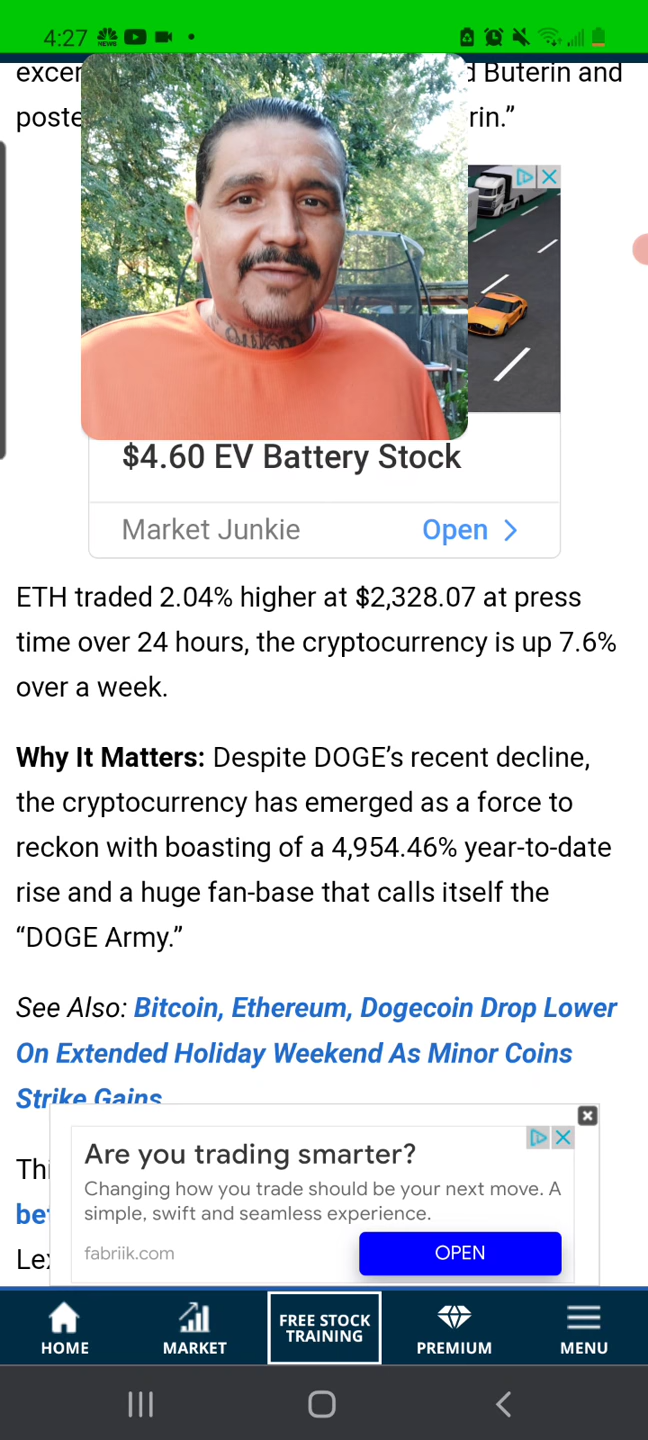 4:27
NEWS
excer
d Buterin and
poste
rin.”
$4.60 EV Battery Stock
Market Junkie
Open
ETH traded 2.04% higher at $2,328.07 at press
time over 24 hours, the cryptocurrency is up 7.6%
over a week.
Why It Matters: Despite DOGE’s recent decline,
the cryptocurrency has emerged as a force to
reckon with boasting of a 4,954.46% year-to-date
rise and a huge fan-base that calls itself the
“DOGE Army.”
See Also: Bitcoin, Ethereum, Dogecoin Drop Lower
On Extended Holiday Weekend As Minor Coins
Strike Gains
Thi
be
Le
Are you trading smarter?
Changing how you trade should be your next move. A
simple, swift and seamless experience.
fabriik.com
OPEN
HOME
MARKET
FREE STOCK
TRAINING
PREMIUM
MENU